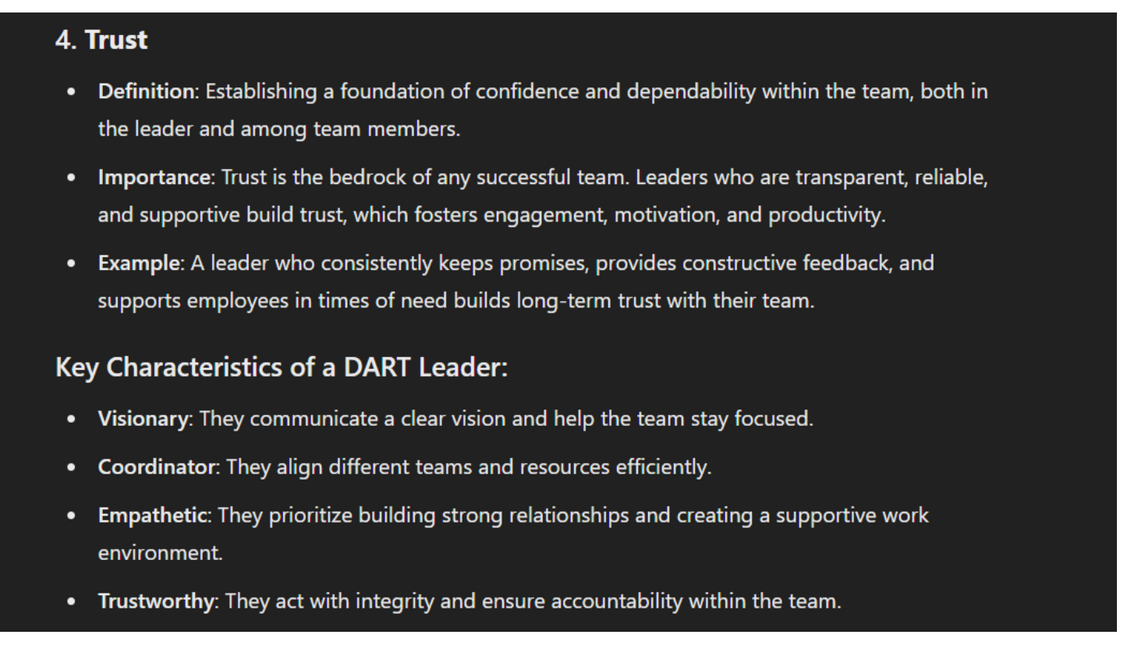 4. Trust
• Definition: Establishing a foundation of confidence and dependability within the team, both in
the leader and among team members.
• Importance: Trust is the bedrock of any successful team. Leaders who are transparent, reliable,
and supportive build trust, which fosters engagement, motivation, and productivity.
• Example: A leader who consistently keeps promises, provides constructive feedback, and
supports employees in times of need builds long-term trust with their team.
Key Characteristics of a DART Leader:
• Visionary: They communicate a clear vision and help the team stay focused.
• Coordinator: They align different teams and resources efficiently.
• Empathetic: They prioritize building strong relationships and creating a supportive work
environment.
• Trustworthy: They act with integrity and ensure accountability within the team.